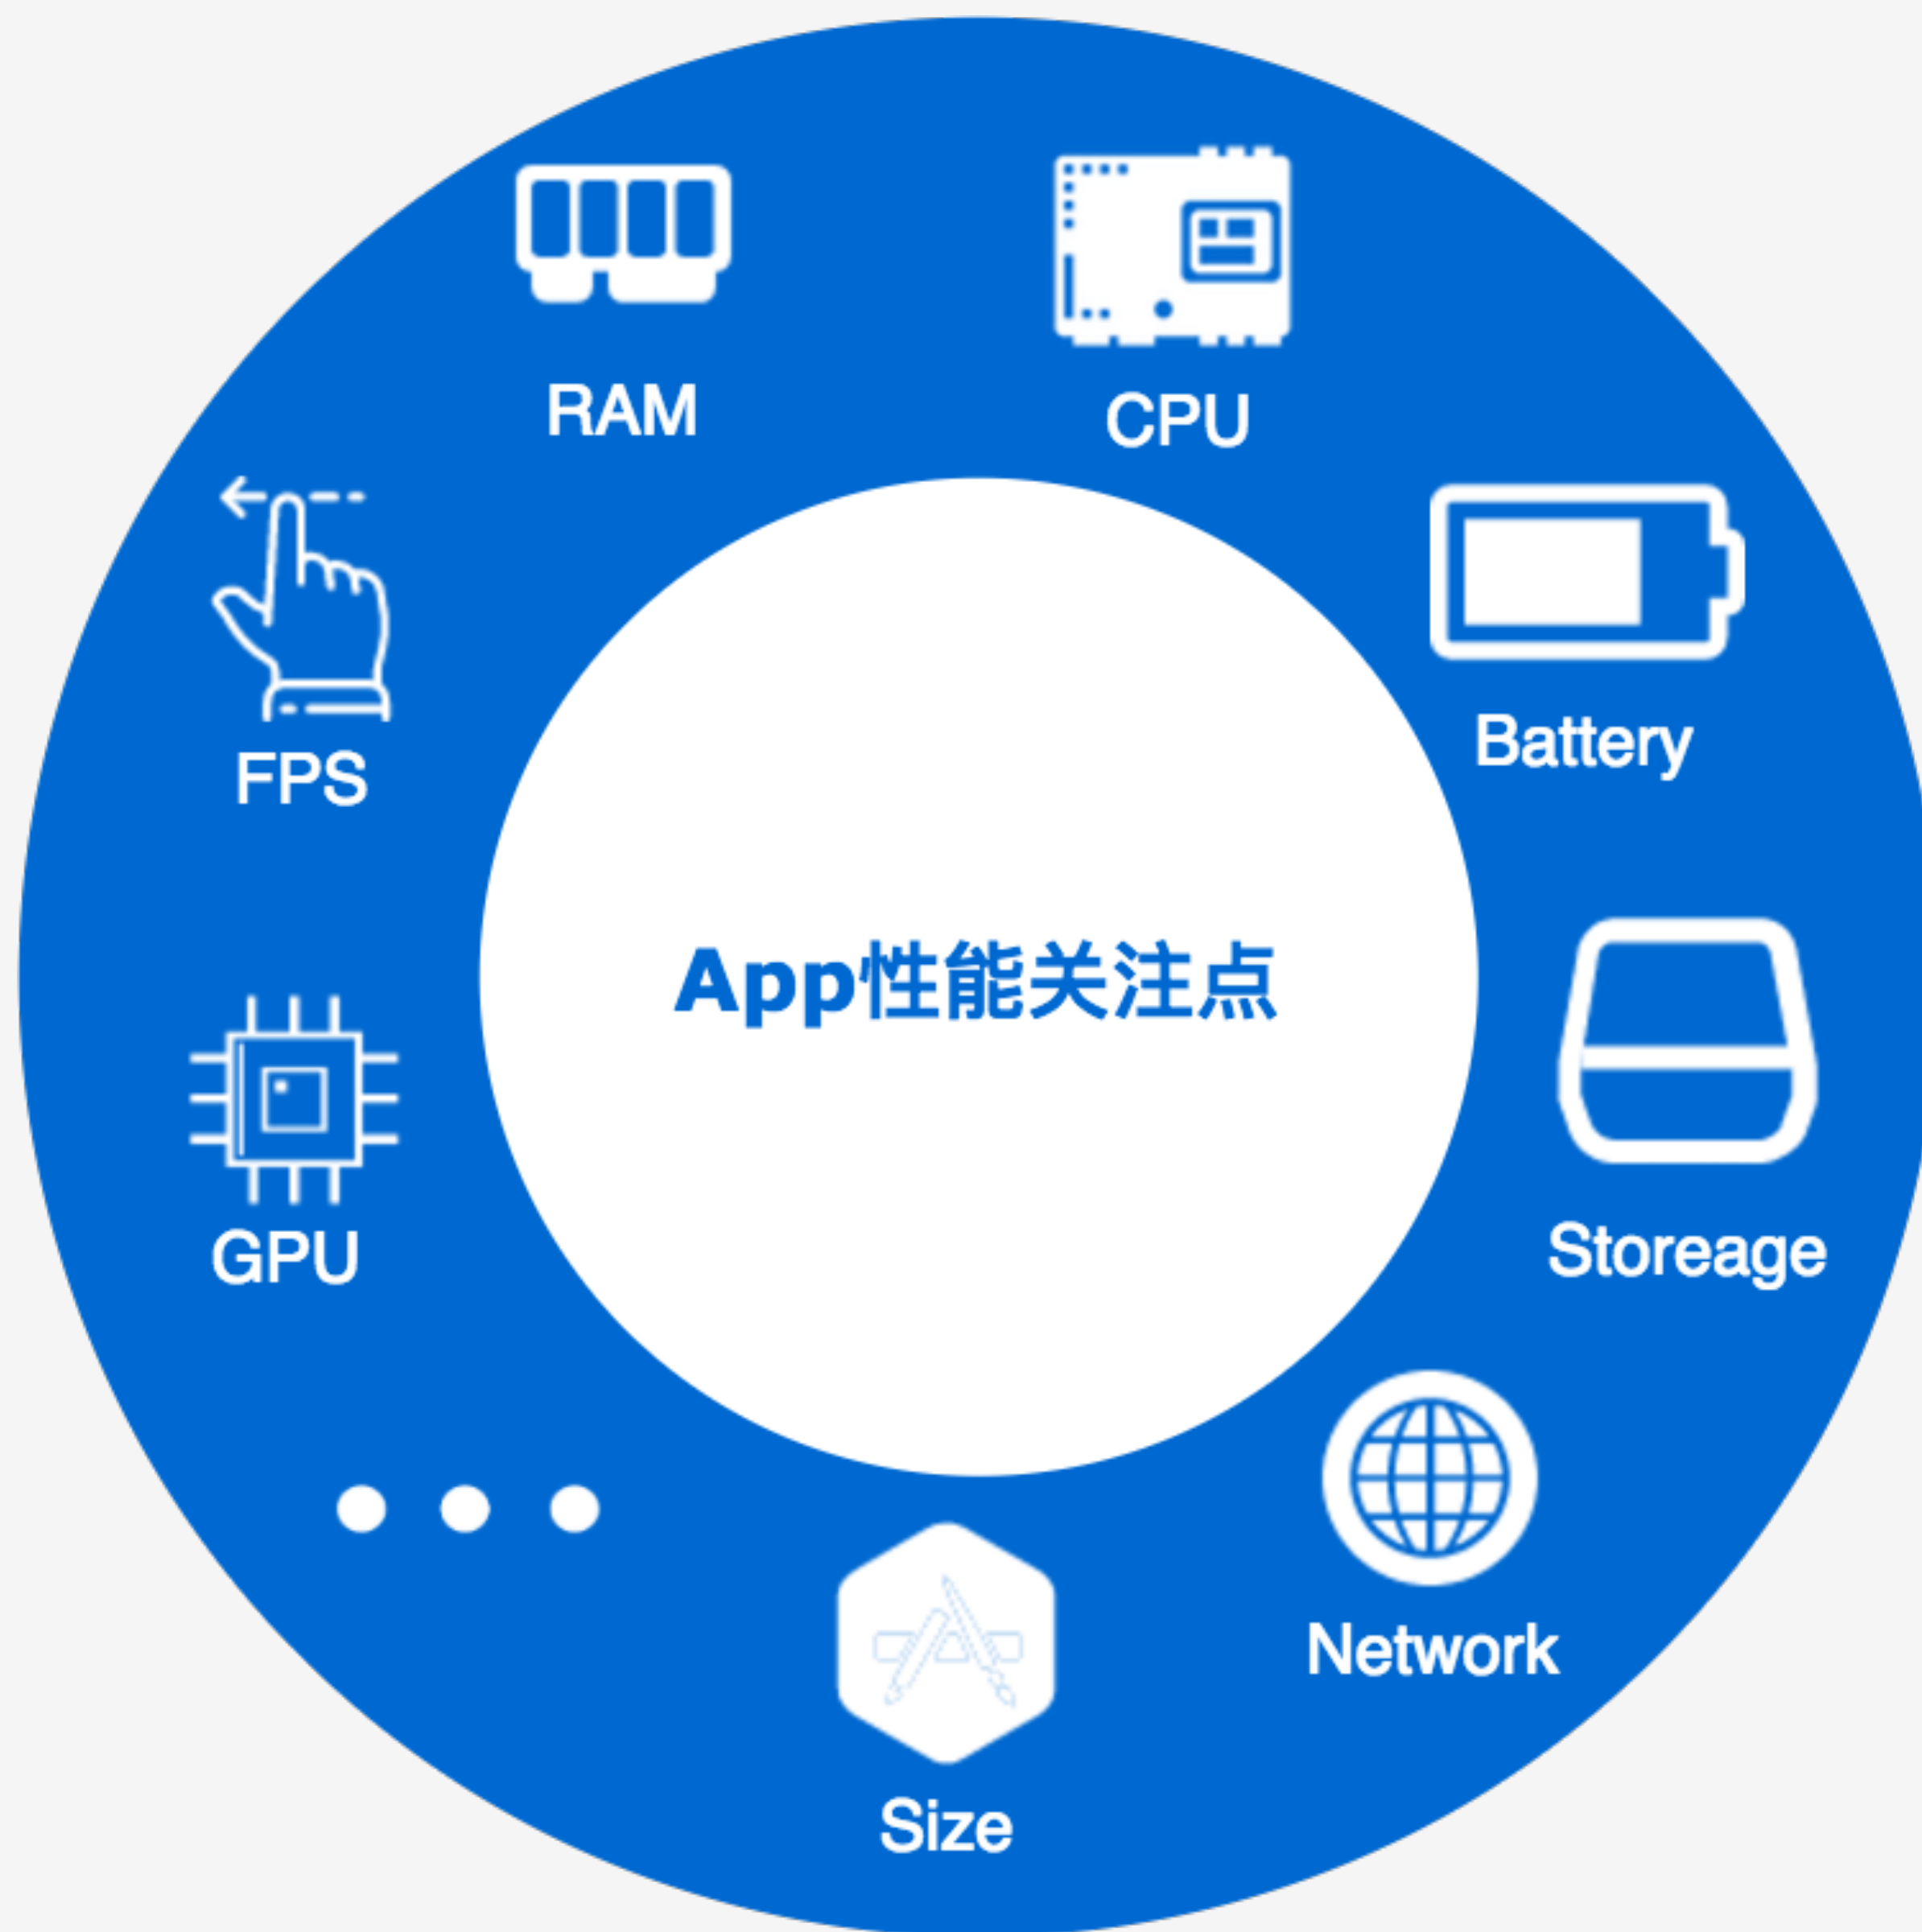 RAM
CPU
FPS
Battery
App性能关注点
GPU
Storeage
Network
Size